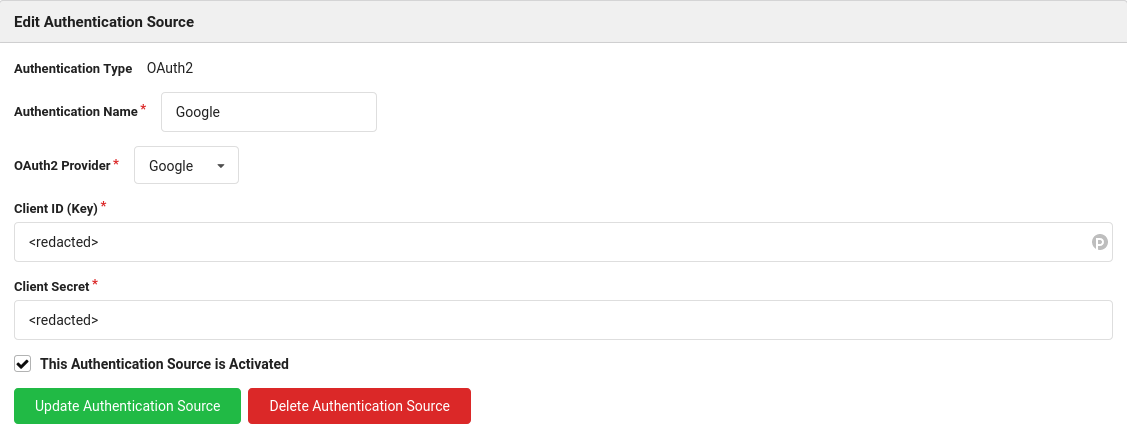 Edit Authentication Source
Authentication Type OAuth2
Authentication Name * Google
OAuth2 Provider * Google
Client ID (Key) *
<redacted>
Client Secret *
<redacted>
This Authentication Source is Activated
Update Authentication Source Delete Authentication Source